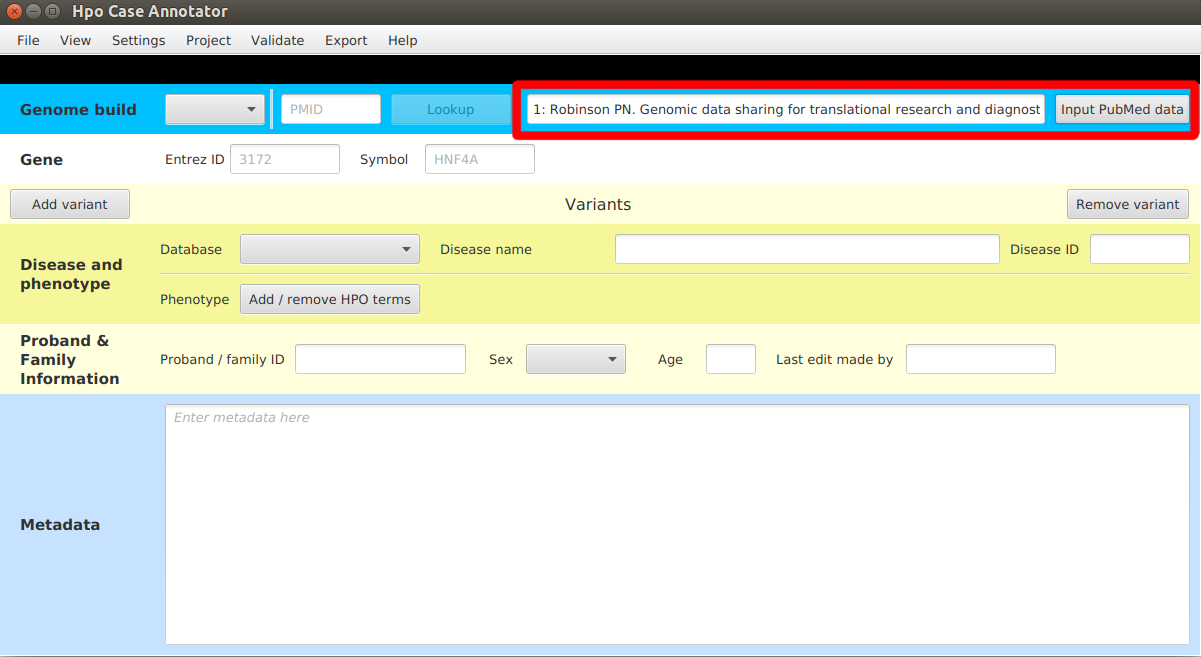 Hpo Case Annotator
File View Settings Project Validate Export Help
Genome build PMID Lookup 1: Robinson PN. Genomic data sharing for translational research and diagnost Input PubMed data
Gene Entrez ID 3172 Symbol HNF4A
Add variant Variants Remove variant
Database Disease name Disease ID
Disease and
phenotype
Phenotype Add / remove HPO terms
Proband &
Family
Information
Proband / family ID Sex Age Last edit made by
Enter metadata here
Metadata